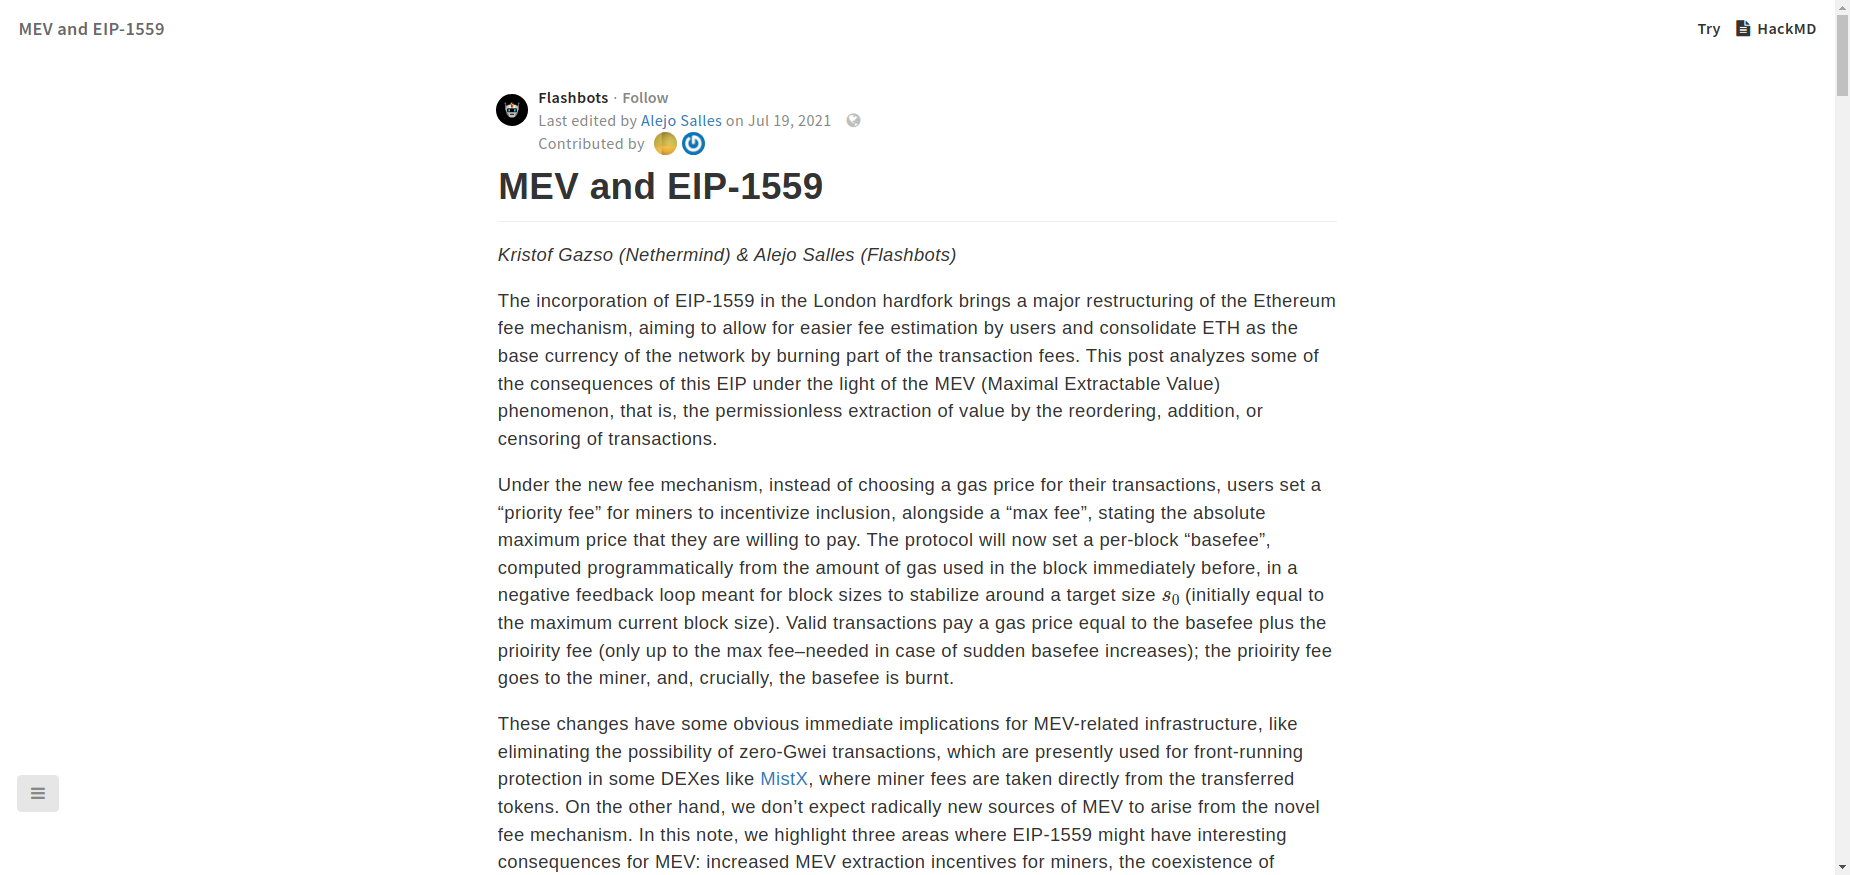 MEV and EIP-1559
Try HackMD
Flashbots · Follow
Last edited by Alejo Salles on Jul 19, 2021
Contributed by
MEV and EIP-1559
Kristof Gazso (Nethermind) & Alejo Salles (Flashbots)
The incorporation of EIP-1559 in the London hardfork brings a major restructuring of the Ethereum
fee mechanism, aiming to allow for easier fee estimation by users and consolidate ETH as the
base currency of the network by burning part of the transaction fees. This post analyzes some of
the consequences of this EIP under the light of the MEV (Maximal Extractable Value)
phenomenon, that is, the permissionless extraction of value by the reordering, addition, or
censoring of transactions.
Under the new fee mechanism, instead of choosing a gas price for their transactions, users set a
“priority fee” for miners to incentivize inclusion, alongside a “max fee”, stating the absolute
maximum price that they are willing to pay. The protocol will now set a per-block “basefee”,
computed programmatically from the amount of gas used in the block immediately before, in a
negative feedback loop meant for block sizes to stabilize around a target size s0 (initially equal to
the maximum current block size). Valid transactions pay a gas price equal to the basefee plus the
prioirity fee (only up to the max fee–needed in case of sudden basefee increases); the prioirity fee
goes to the miner, and, crucially, the basefee is burnt.
These changes have some obvious immediate implications for MEV-related infrastructure, like
eliminating the possibility of zero-Gwei transactions, which are presently used for front-running
protection in some DEXes like MistX, where miner fees are taken directly from the transferred
tokens. On the other hand, we don’t expect radically new sources of MEV to arise from the novel
fee mechanism. In this note, we highlight three areas where EIP-1559 might have interesting
consequences for MEV: increased MEV extraction incentives for miners, the coexistence of